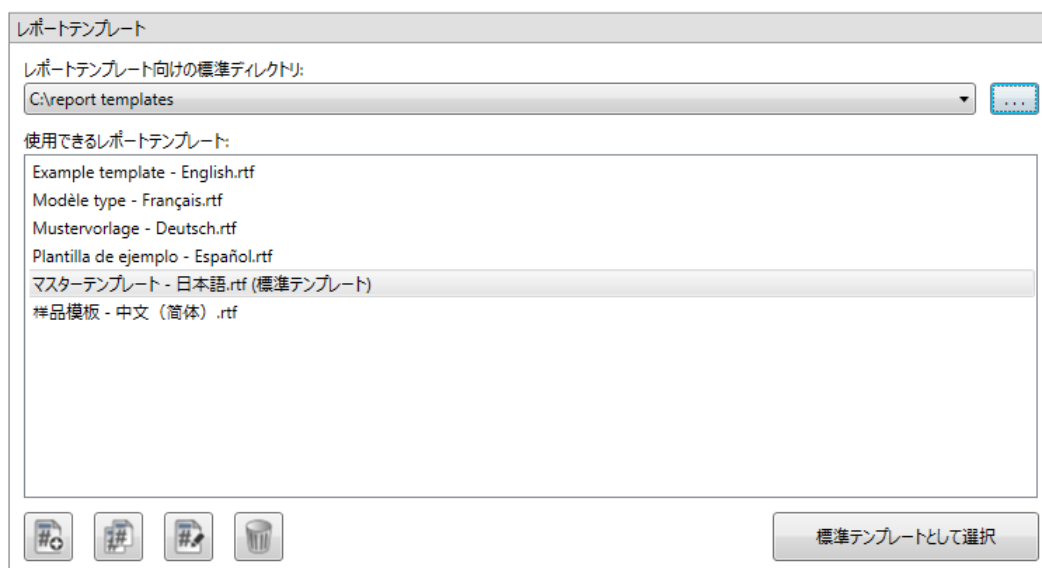 レポートテンプレート
レポートテンプレート向けの標準ディレクトリ:
C:\report templates
...
使用できるレポートテンプレート:
Example template - English.rtf
Modèle type - Français.rtf
Mustervorlage - Deutsch.rtf
Plantilla de ejemplo - Español.rtf
マスターテンプレート - 日本語.rtf (標準テンプレート)
样品模板 - 中文（简体）.rtf
標準テンプレートとして選択